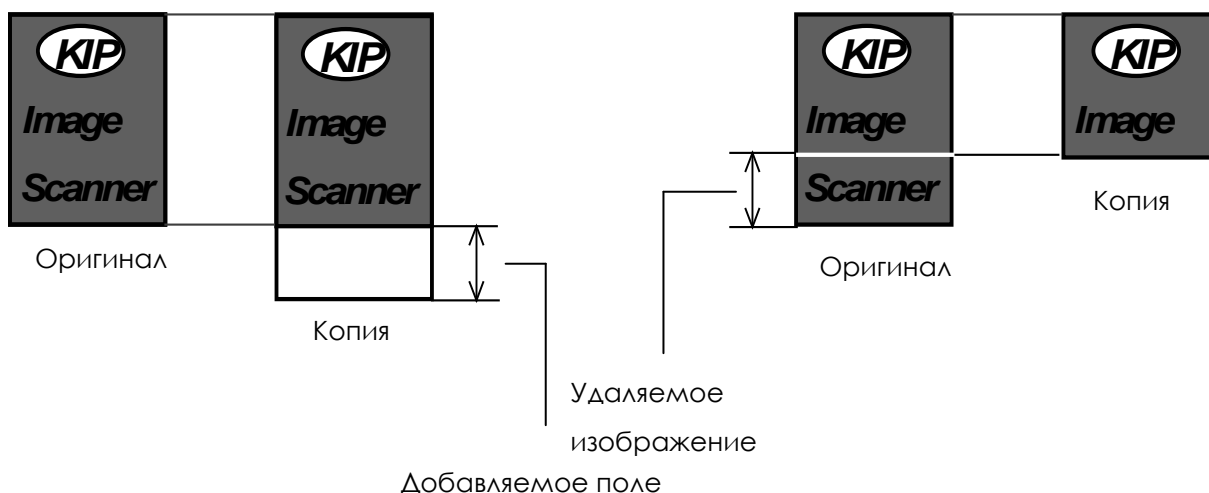 KIP
Image
Scanner
Оригинал
KIP
Image
Scanner
Копия
Добавляемое поле
KIP
Image
Scanner
Оригинал
KIP
Image
Копия
Удаляемое
изображение